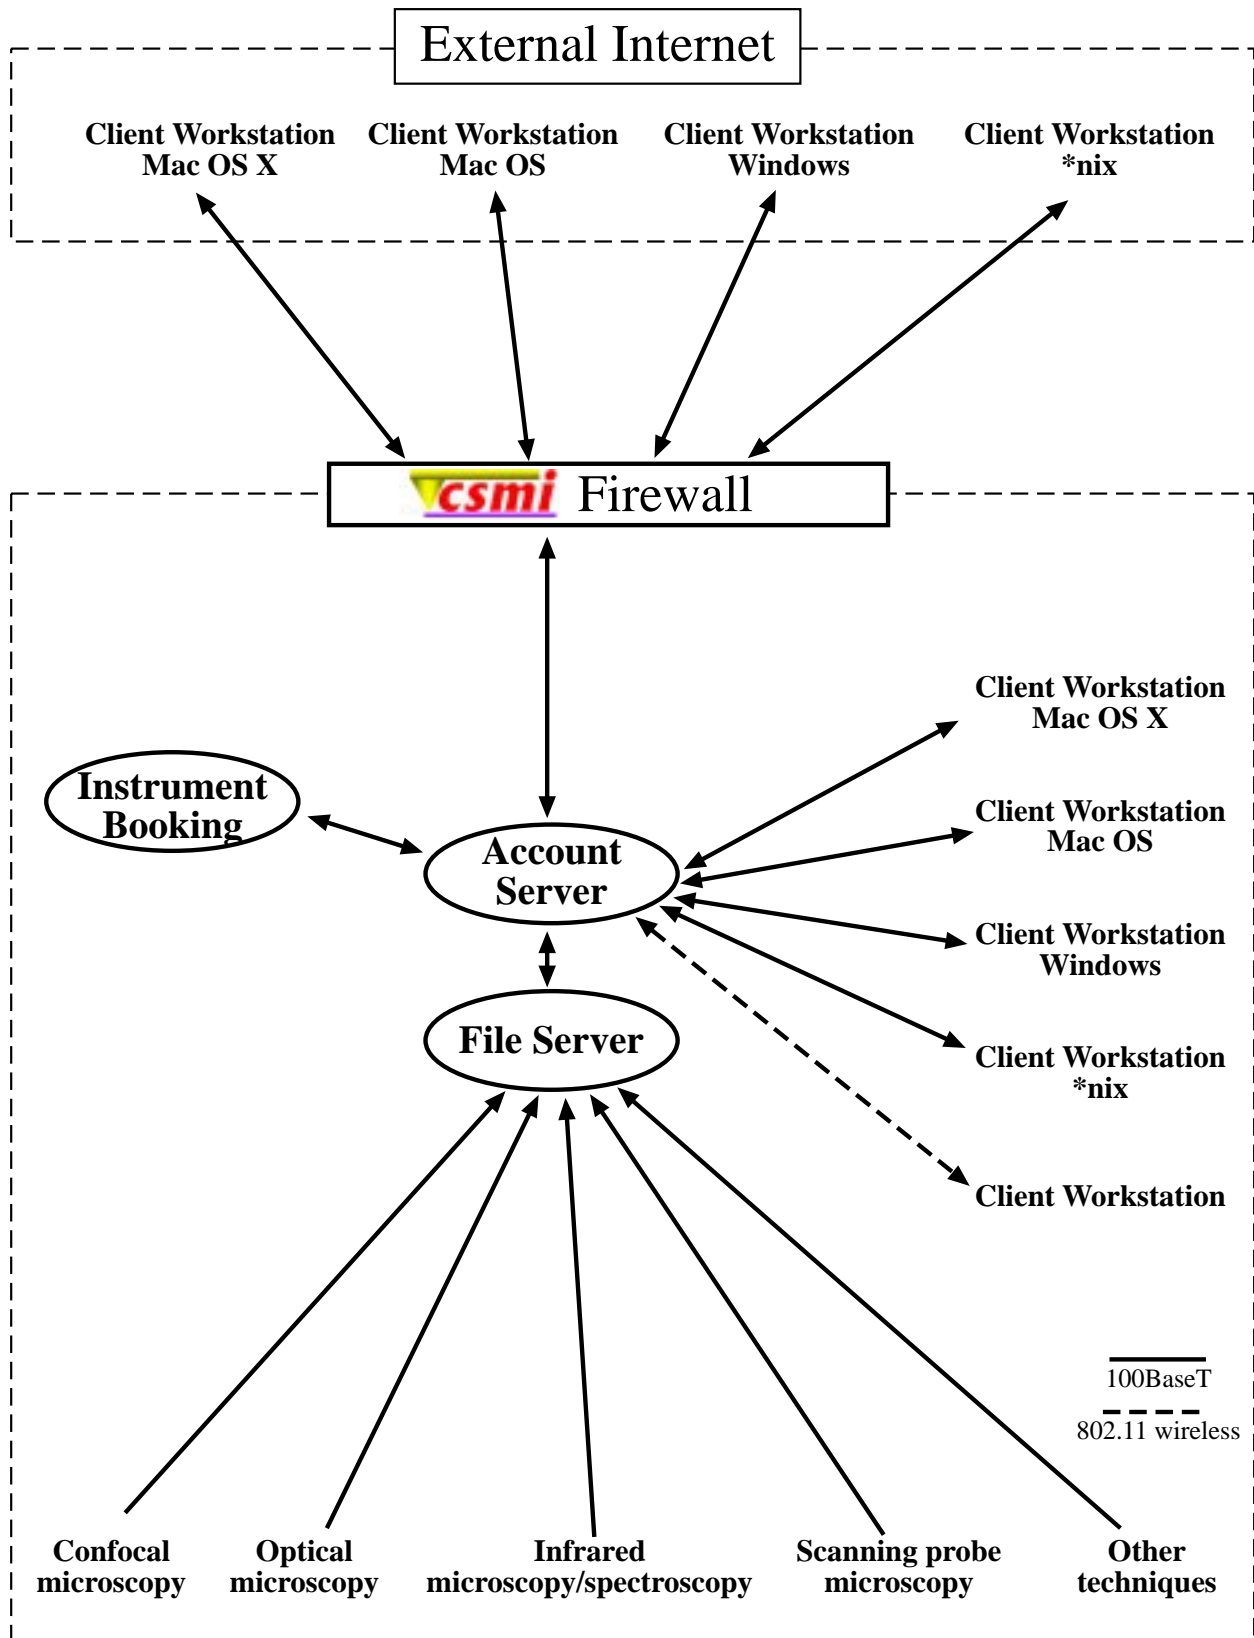 External Internet
Client Workstation
Mac OS X
Client Workstation
Mac OS
Client Workstation
Windows
Client Workstation
*nix
csmi Firewall
Client Workstation
Mac OS X
Instrument
Booking
Client Workstation
Mac OS
Account
Server
Client Workstation
Windows
File Server
Client Workstation
*nix
Client Workstation
100BaseT
802.11 wireless
Confocal
microscopy
Optical
microscopy
Infrared
microscopy/spectroscopy
Scanning probe
microscopy
Other
techniques